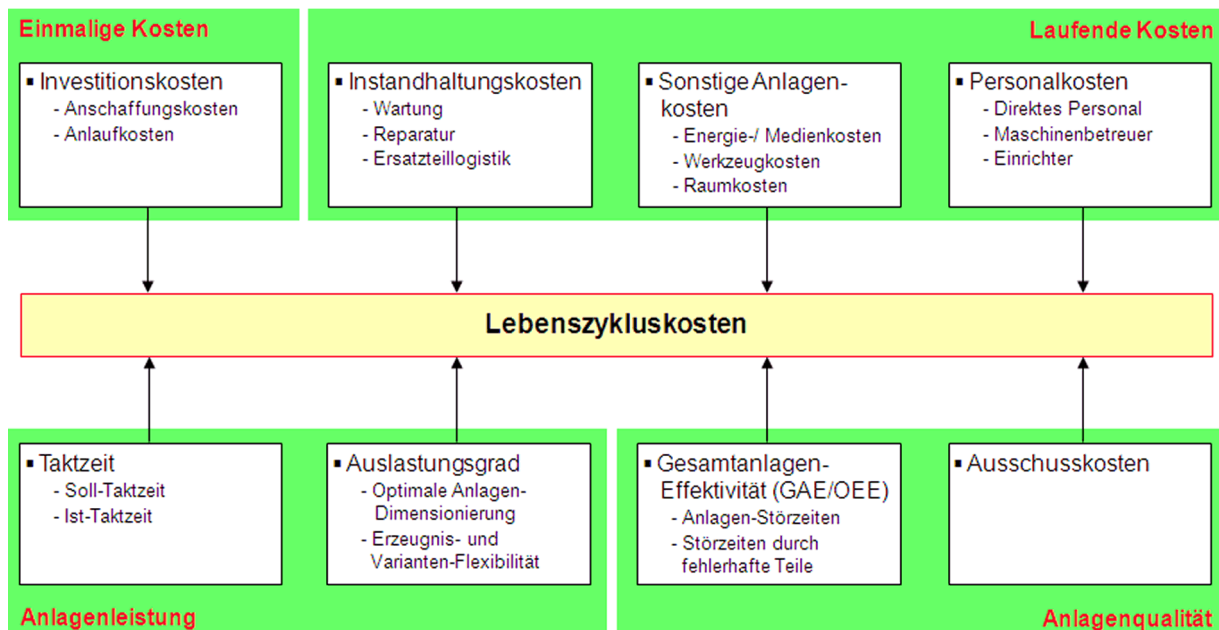 Einmalige Kosten
▪ Investitionskosten
- Anschaffungskosten
- Anlaufkosten
Laufende Kosten
▪ Instandhaltungskosten
- Wartung
- Reparatur
- Ersatzteillogistik
▪ Sonstige Anlagen-
kosten
- Energie-/ Medienkosten
- Werkzeugkosten
- Raumkosten
▪ Personalkosten
- Direktes Personal
- Maschinenbetreuer
- Einrichter
Lebenszykluskosten
▪ Taktzeit
- Soll-Taktzeit
- Ist-Taktzeit
▪ Auslastungsgrad
- Optimale Anlagen-
Dimensionierung
- Erzeugnis- und
Varianten-Flexibilität
Anlagenleistung
▪ Gesamtanlagen-
Effektivität (GAE/OEE)
- Anlagen-Störzeiten
- Störzeiten durch
fehlerhafte Teile
▪ Ausschusskosten
Anlagenqualität